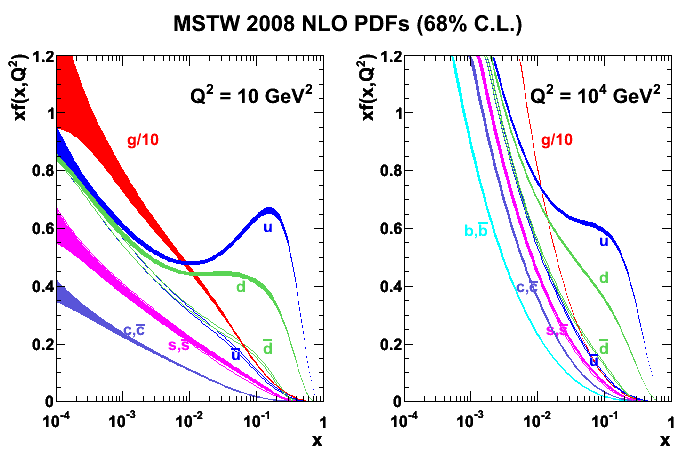 MSTW 2008 NLO PDFs (68% C.L.)
xf(x,Q²)
Q² = 10 GeV²
1.2
1
0.8
0.6
0.4
0.2
0
g/10
u
d
c,c̅
s,s̅
u̅
d̅
10⁻⁴
10⁻³
10⁻²
10⁻¹
1
x
xf(x,Q²)
Q² = 10⁴ GeV²
1.2
1
0.8
0.6
0.4
0.2
0
g/10
b,b̅
u
d
c,c̅
s,s̅
d̅
u̅
10⁻⁴
10⁻³
10⁻²
10⁻¹
1
x